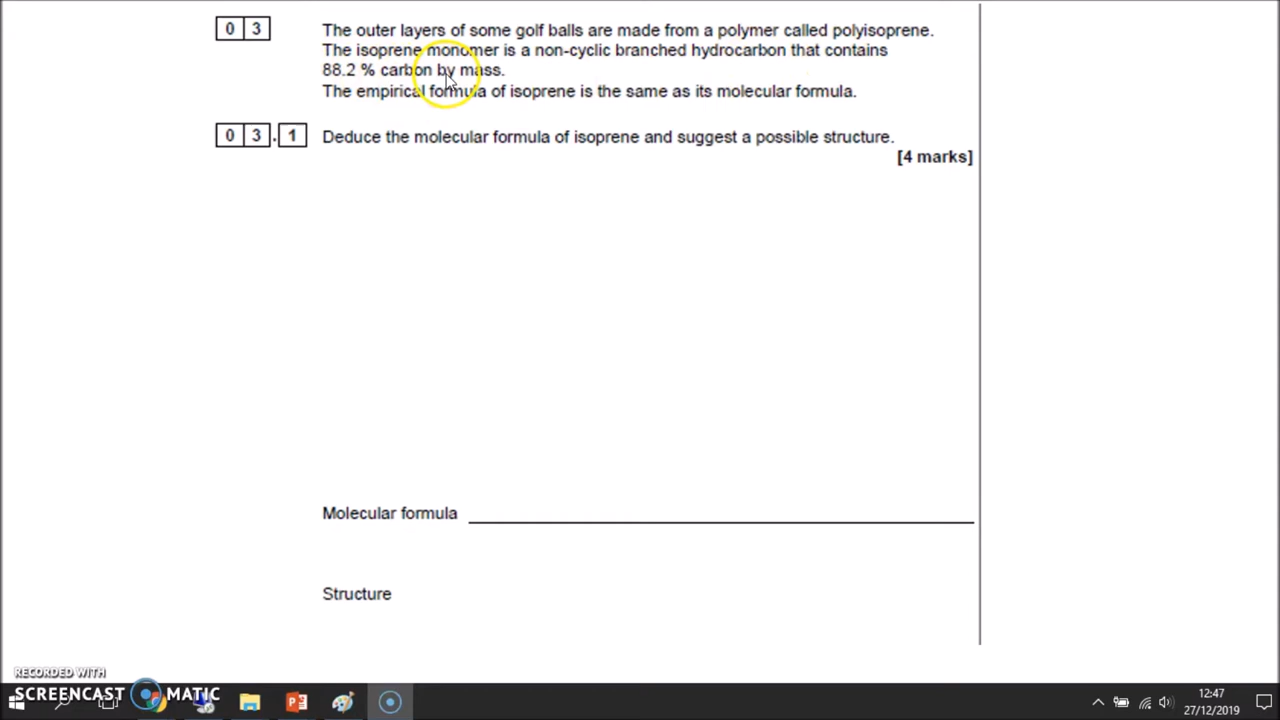 0 3 The outer layers of some golf balls are made from a polymer called polyisoprene.
The isoprene monomer is a non-cyclic branched hydrocarbon that contains
88.2 % carbon by mass.
The empirical formula of isoprene is the same as its molecular formula.
0 3 . 1 Deduce the molecular formula of isoprene and suggest a possible structure.
[4 marks]
Molecular formula
Structure
RECORDED WITH
SCREENCAST MATIC
12:47
27/12/2019